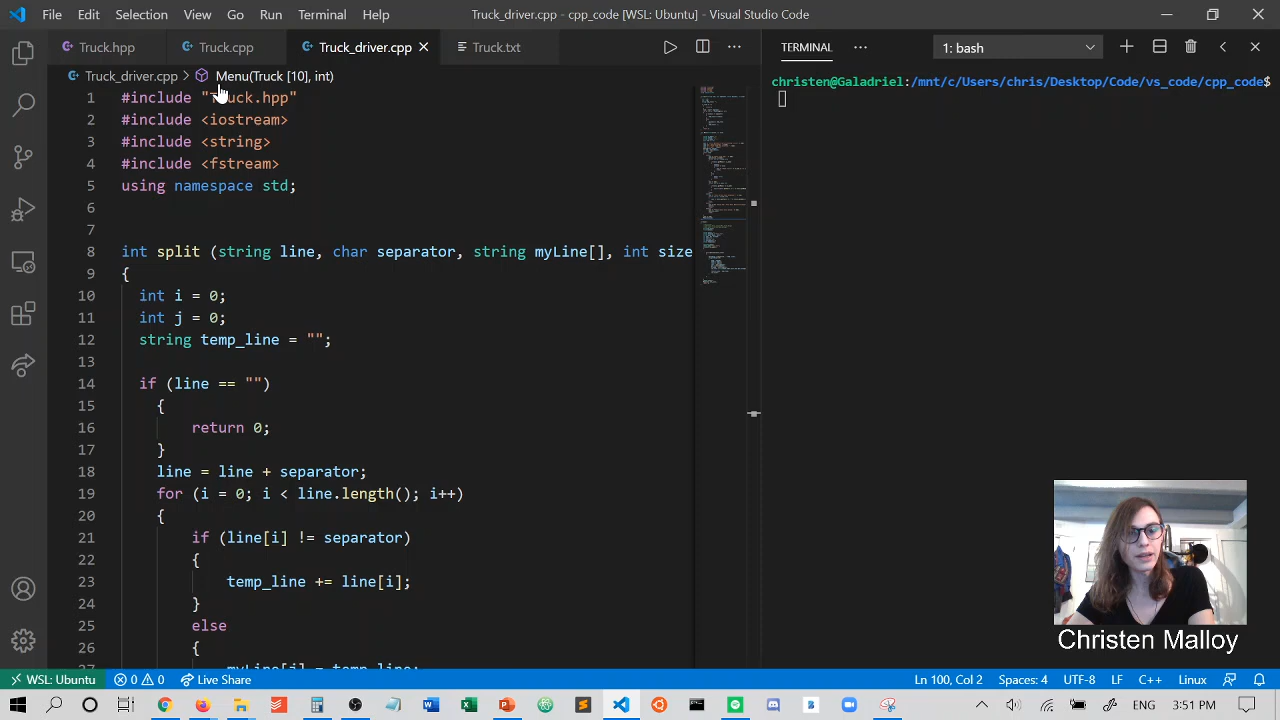 File Edit Selection View Go Run Terminal Help Truck_driver.cpp - cpp_code [WSL: Ubuntu] - Visual Studio Code
Truck.hpp Truck.cpp Truck_driver.cpp Truck.txt TERMINAL 1: bash
Truck_driver.cpp > Menu(Truck [10], int)
christen@Galadriel:/mnt/c/Users/chris/Desktop/Code/vs_code/cpp_code$
1 #include "Truck.hpp"
2 #include <iostream>
3 #include <string>
4 #include <fstream>
5 using namespace std;
6
7
8 int split (string line, char separator, string myLine[], int size
9 {
10 int i = 0;
11 int j = 0;
12 string temp_line = "";
13
14 if (line == "")
15 {
16 return 0;
17 }
18 line = line + separator;
19 for (i = 0; i < line.length(); i++)
20 {
21 if (line[i] != separator)
22 {
23 temp_line += line[i];
24 }
25 else
26 {
27 myLine[j] = temp_line;
Christen Malloy
WSL: Ubuntu 0 0 Live Share Ln 100, Col 2 Spaces: 4 UTF-8 LF C++ Linux
ENG 3:51 PM